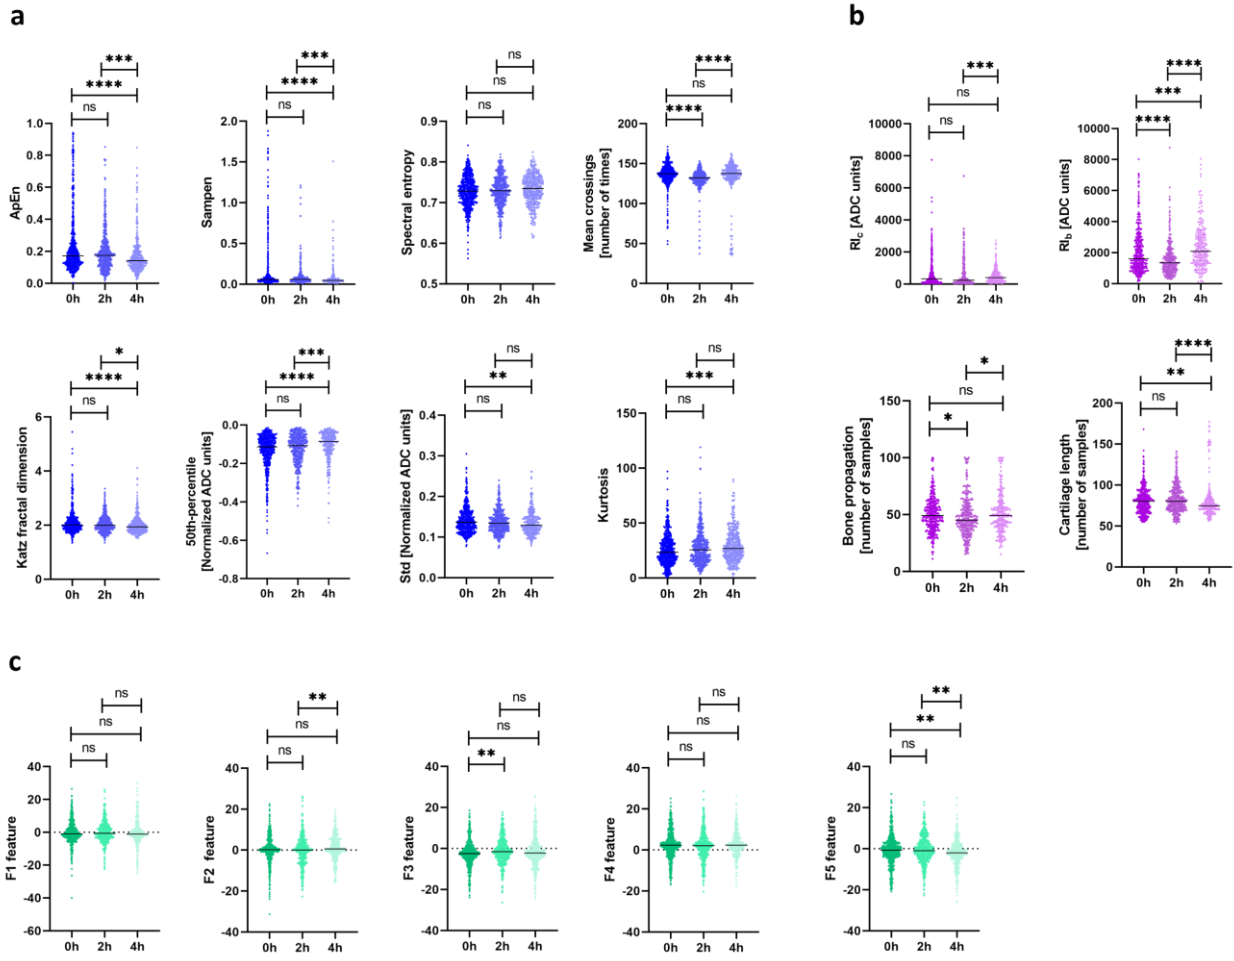 a
b
***
****
ns
ApEn
1.0
0.8
0.6
0.4
0.2
0.0
0h
2h
4h
***
****
ns
Sampen
2.0
1.5
1.0
0.5
0.0
0h
2h
4h
ns
ns
ns
Spectral entropy
0.9
0.8
0.7
0.6
0.5
0h
2h
4h
****
ns
****
Mean crossings
[number of times]
200
150
100
50
0
0h
2h
4h
***
ns
ns
RIc [ADC units]
10000
8000
6000
4000
2000
0
0h
2h
4h
****
***
****
RIb [ADC units]
10000
8000
6000
4000
2000
0
0h
2h
4h
*
****
ns
Katz fractal dimension
6
4
2
0
0h
2h
4h
***
****
ns
50th-percentile
[Normalized ADC units]
0.0
-0.2
-0.4
-0.6
-0.8
0h
2h
4h
ns
**
ns
Std [Normalized ADC units]
0.4
0.3
0.2
0.1
0.0
0h
2h
4h
ns
***
ns
Kurtosis
150
100
50
0
0h
2h
4h
*
ns
*
Bone propagation
[number of samples]
150
100
50
0
0h
2h
4h
****
**
ns
Cartilage length
[number of samples]
200
150
100
50
0
0h
2h
4h
c
ns
ns
ns
F1 feature
40
20
0
-20
-40
-60
0h
2h
4h
**
ns
ns
F2 feature
40
20
0
-20
-40
0h
2h
4h
ns
ns
**
F3 feature
40
20
0
-20
-40
0h
2h
4h
ns
ns
ns
F4 feature
40
20
0
-20
-40
0h
2h
4h
**
**
ns
F5 feature
40
20
0
-20
-40
0h
2h
4h